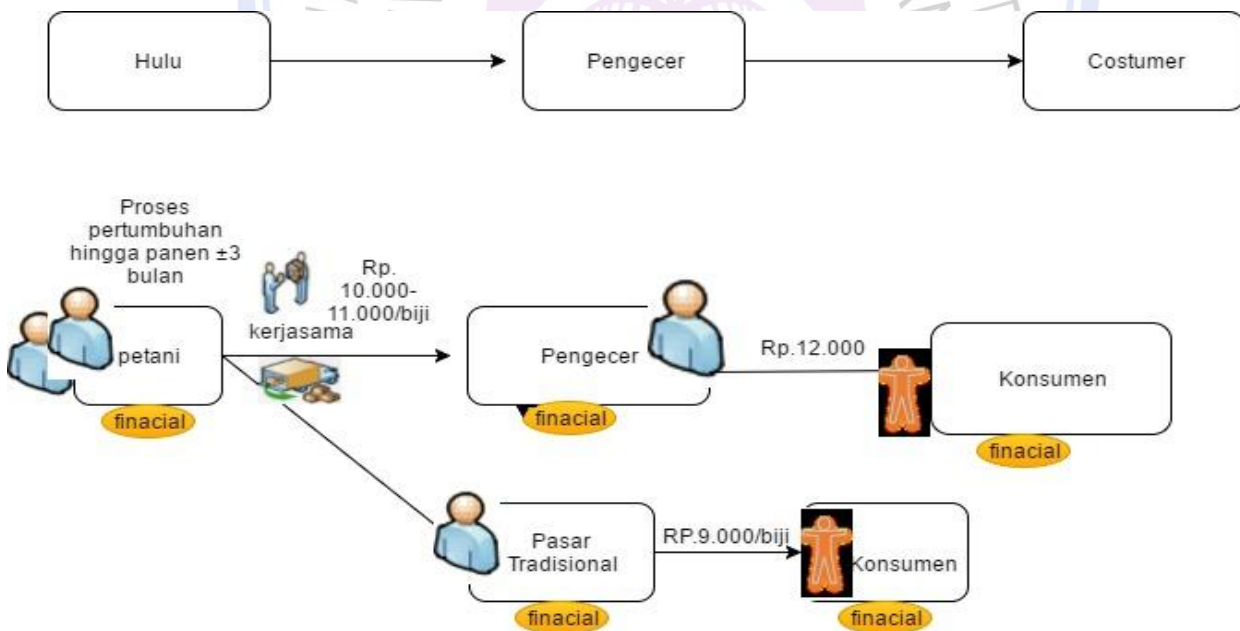 Hulu
Pengecer
Costumer
Proses
pertumbuhan
hingga panen ±3
bulan
Rp.
10.000-
11.000/biji
kerjasama
petani
Pengecer
Rp.12.000
Konsumen
finacial
finacial
finacial
Pasar
Tradisional
RP.9.000/biji
Konsumen
finacial
finacial